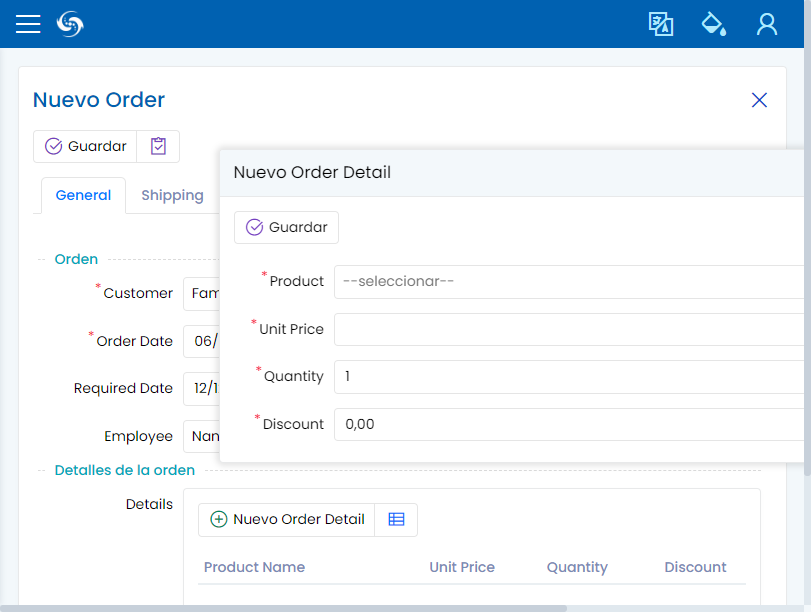 Nuevo Order
Guardar
General Shipping
Nuevo Order Detail
Guardar
*Product --seleccionar--
*Unit Price
*Quantity 1
*Discount 0,00
Orden
*Customer Fam
*Order Date 06/
Required Date 12/1
Employee Nan
Detalles de la orden
Details
Nuevo Order Detail
Product Name Unit Price Quantity Discount